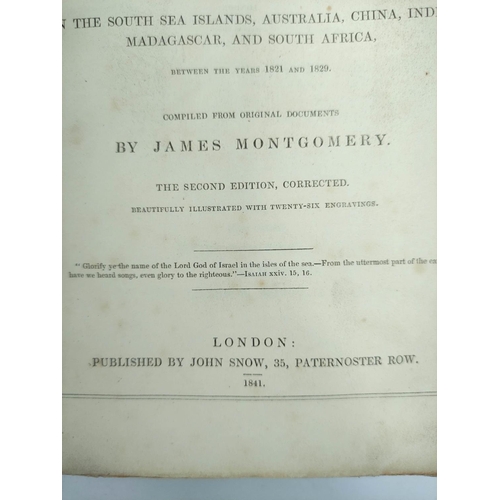 N THE SOUTH SEA ISLANDS, AUSTRALIA, CHINA, INDI
MADAGASCAR, AND SOUTH AFRICA,
BETWEEN THE YEARS 1821 AND 1829.
COMPILED FROM ORIGINAL DOCUMENTS
BY JAMES MONTGOMERY.
THE SECOND EDITION, CORRECTED.
BEAUTIFULLY ILLUSTRATED WITH TWENTY-SIX ENGRAVINGS.
"Glorify ye the name of the Lord God of Israel in the isles of the sea.—From the uttermost part of the ea
have we heard songs, even glory to the righteous."—ISAIAH xxiv. 15, 16.
LONDON:
PUBLISHED BY JOHN SNOW, 35, PATERNOSTER ROW.
1841.